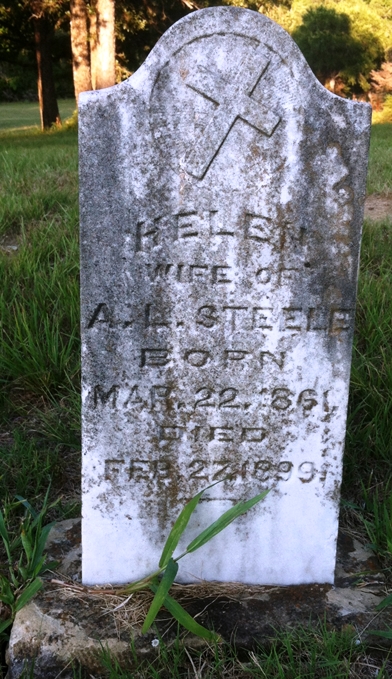 HELEN
WIFE OF
A. L. STEELE
BORN
MAR. 22. 1861
DIED
FEB. 27. 1899.